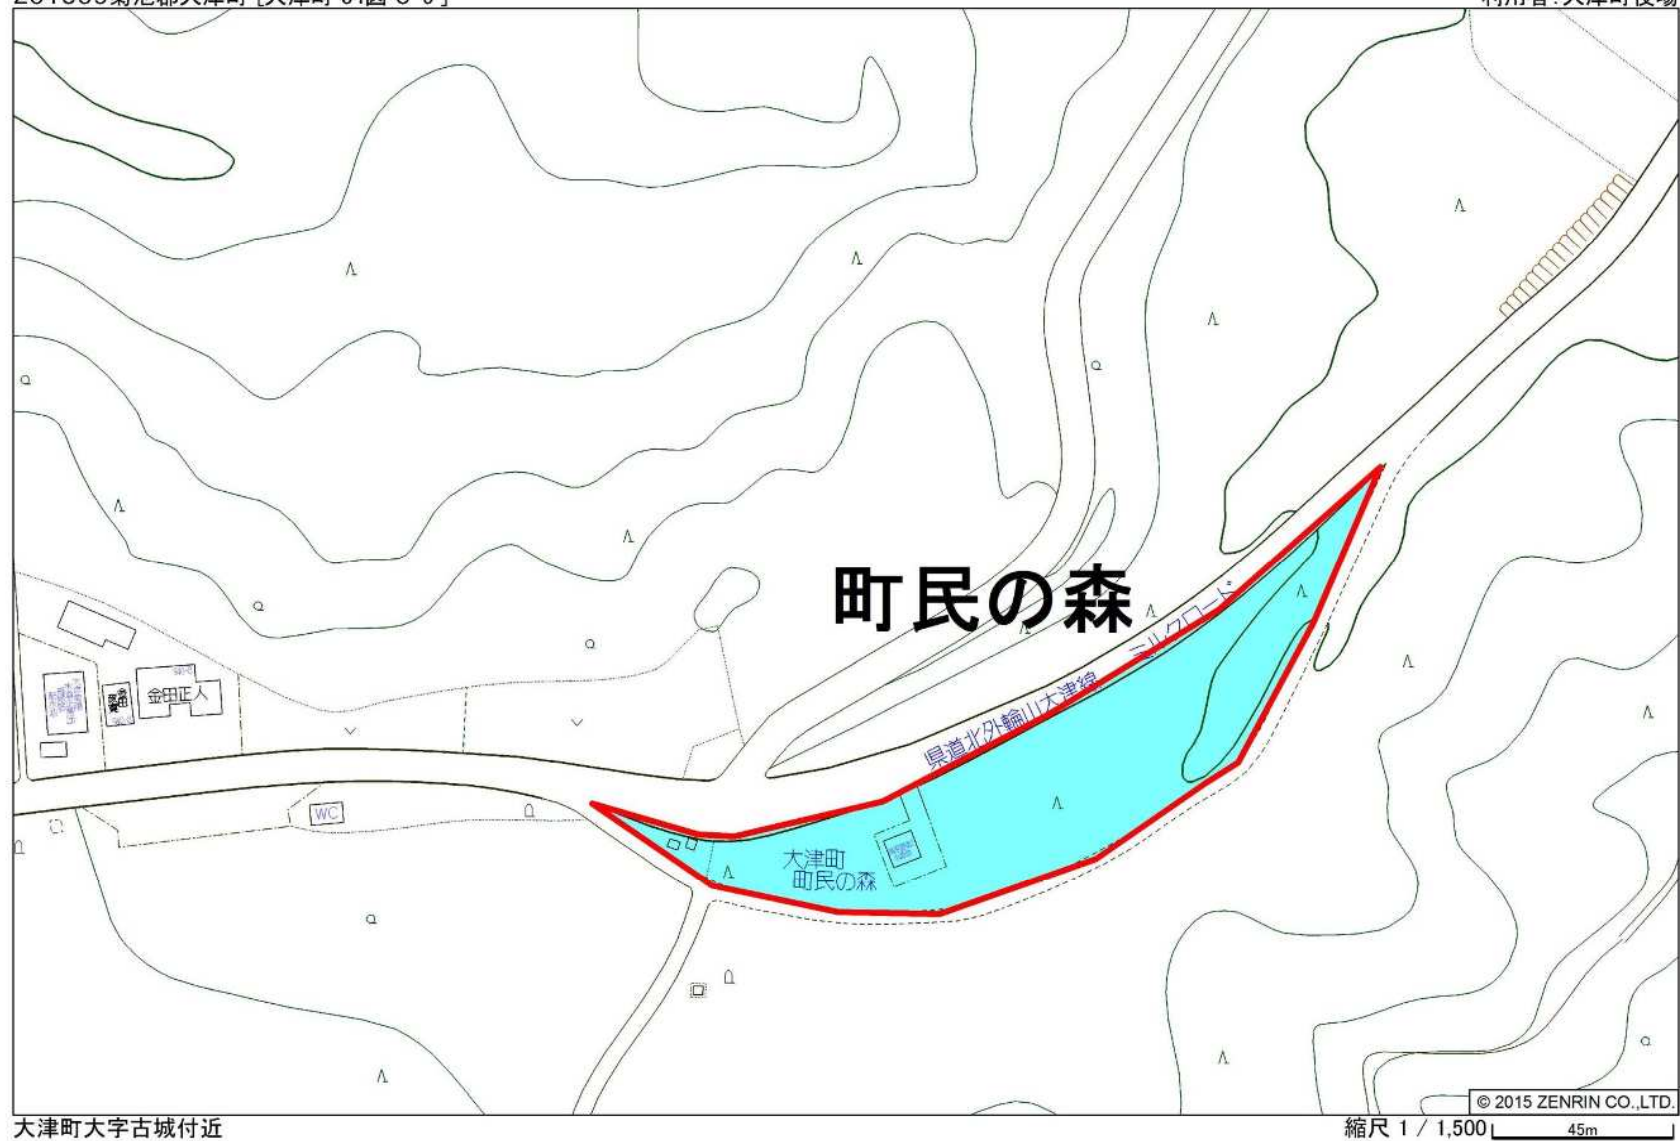 町民の森
県道北外輪山大津線
ミルクロード
金田正人
WC
大津町
町民の森
© 2015 ZENRIN CO.,LTD.
大津町大字古城付近
縮尺 1 / 1,500
45m